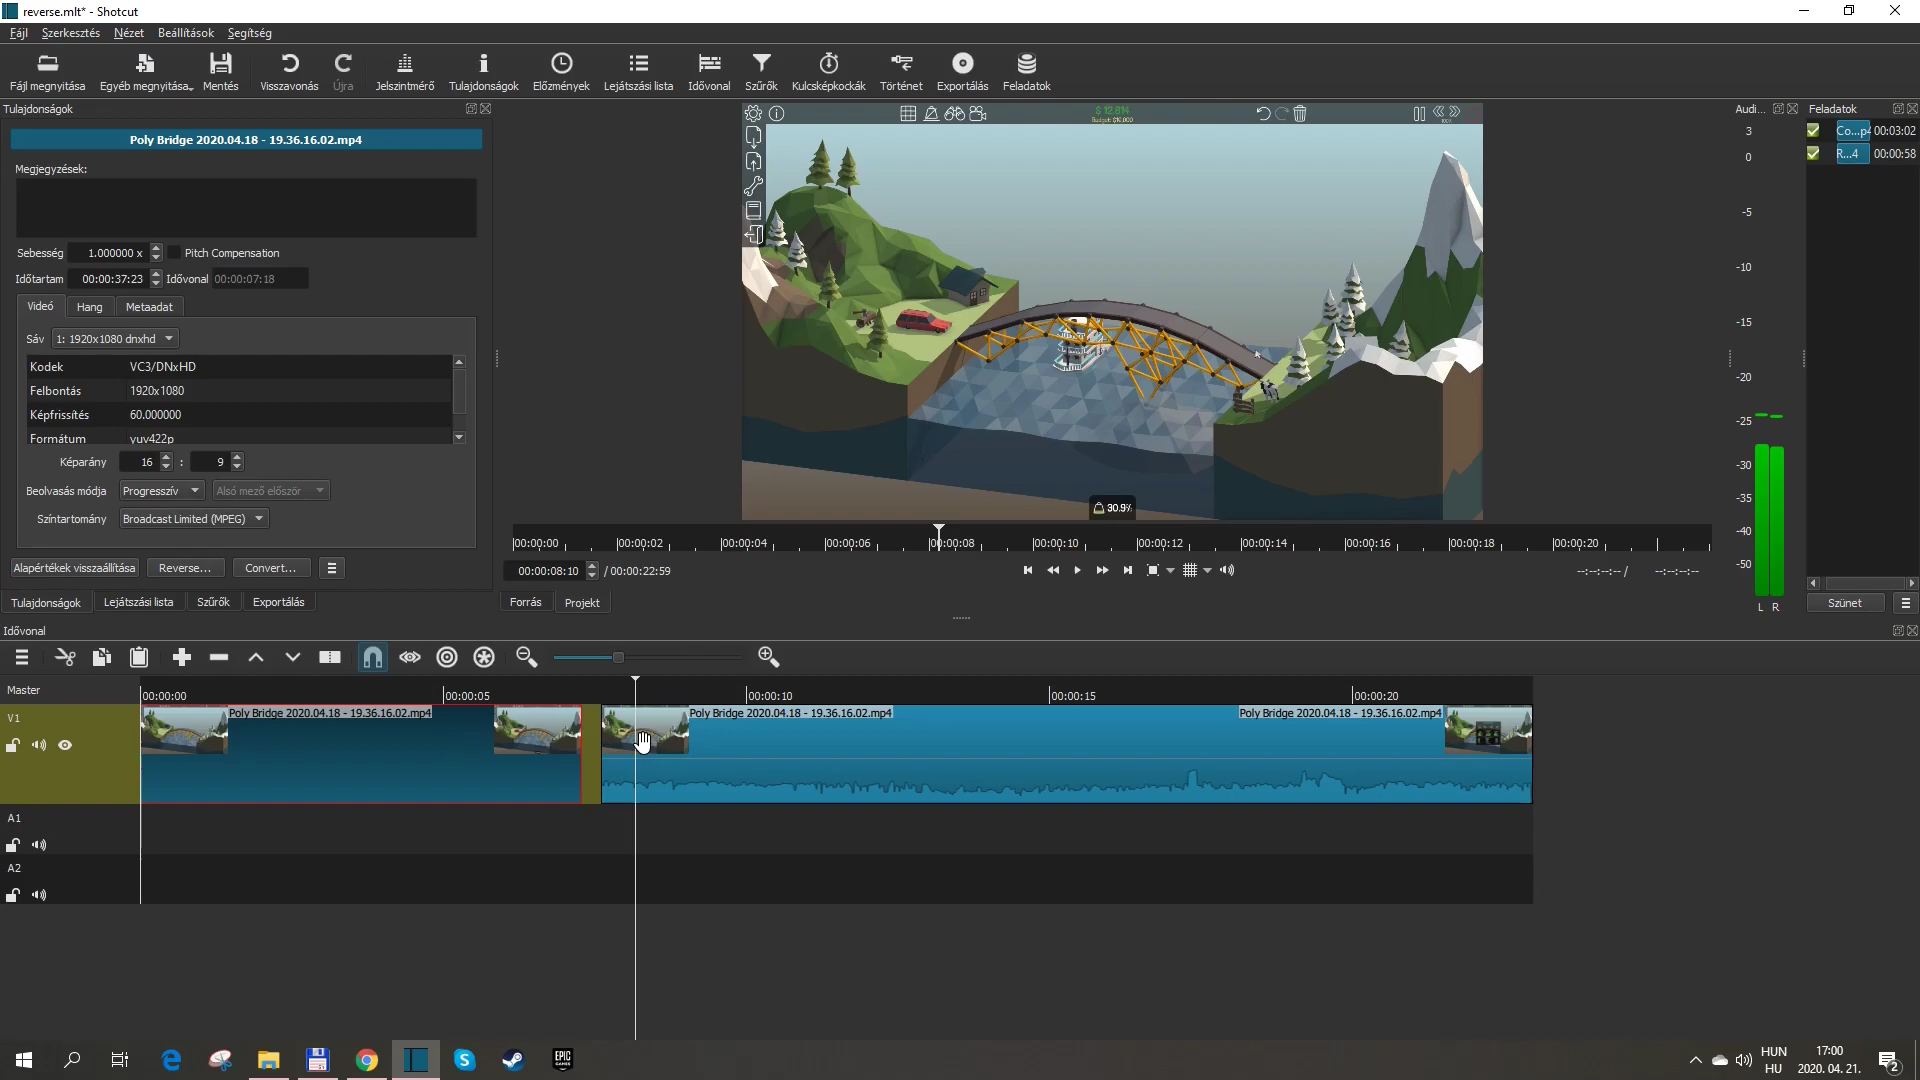 reverse.mlt* - Shotcut
Fájl Szerkesztés Nézet Beállítások Segítség
Fájl megnyitása Egyéb megnyitása Mentés Visszavonás Újra Jelszintmérő Tulajdonságok Előzmények Lejátszási lista Idővonal Szűrők Kulcsképkockák Történet Exportálás Feladatok
Tulajdonságok
Poly Bridge 2020.04.18 - 19.36.16.02.mp4
Megjegyzések:
Sebesség 1.000000 x Pitch Compensation
Időtartam 00:00:37:23 Idővonal 00:00:07:18
Videó Hang Metaadat
Sáv 1: 1920x1080 dnxhd
Kodek VC3/DNxHD
Felbontás 1920x1080
Képfrissítés 60.000000
Formátum yuv422p
Képarány 16 : 9
Beolvasás módja Progresszív Alsó mező először
Színtartomány Broadcast Limited (MPEG)
Alapértékek visszaállítása Reverse... Convert...
Tulajdonságok Lejátszási lista Szűrők Exportálás
$ 12,814
Budget: $16,000
30.9%
00:00:00 00:00:02 00:00:04 00:00:06 00:00:08 00:00:10 00:00:12 00:00:14 00:00:16 00:00:18 00:00:20
00:00:08:10 / 00:00:22:59 --:--:--:-- / --:--:--:--
Forrás Projekt
Audi...
3
0
-5
-10
-15
-20
-25
-30
-35
-40
-50
L R
Feladatok
Co...p4 00:03:02
R...4 00:00:58
Szünet
Idővonal
Master 00:00:00 00:00:05 00:00:10 00:00:15 00:00:20
V1 Poly Bridge 2020.04.18 - 19.36.16.02.mp4 Poly Bridge 2020.04.18 - 19.36.16.02.mp4 Poly Bridge 2020.04.18 - 19.36.16.02.mp4
A1
A2
EPIC GAMES
HUN 17:00
HU 2020. 04. 21.
2